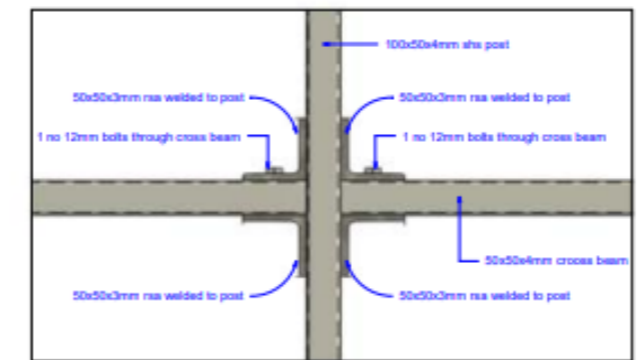 100x50x4mm shs post
50x50x3mm rsa welded to post
50x50x3mm rsa welded to post
1 no 12mm bolts through cross beam
1 no 12mm bolts through cross beam
50x50x4mm crooss beam
50x50x3mm rsa welded to post
50x50x3mm rsa welded to post